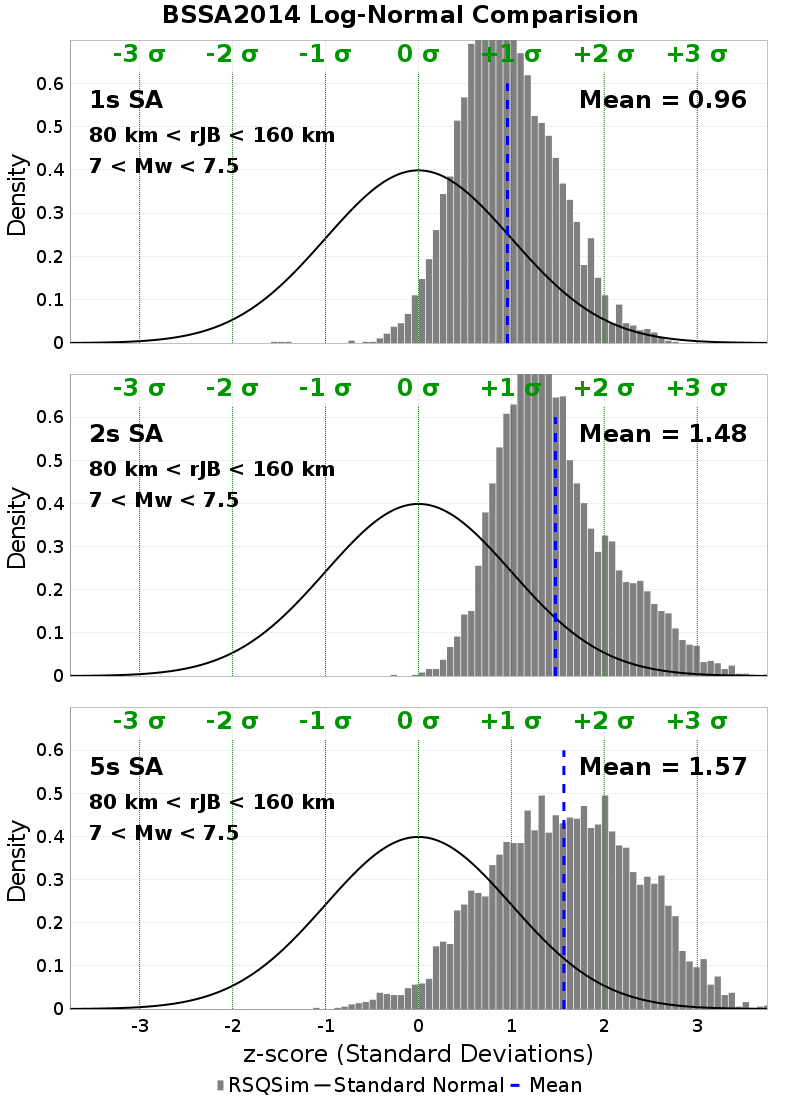 BSSA2014 Log-Normal Comparision
-3 σ -2 σ -1 σ 0 σ +1 σ +2 σ +3 σ
1s SA
Mean = 0.96
80 km < rJB < 160 km
7 < Mw < 7.5
Density
0.6
0.5
0.4
0.3
0.2
0.1
0
-3 σ -2 σ -1 σ 0 σ +1 σ +2 σ +3 σ
2s SA
Mean = 1.48
80 km < rJB < 160 km
7 < Mw < 7.5
Density
0.6
0.5
0.4
0.3
0.2
0.1
0
-3 σ -2 σ -1 σ 0 σ +1 σ +2 σ +3 σ
5s SA
Mean = 1.57
80 km < rJB < 160 km
7 < Mw < 7.5
Density
0.6
0.5
0.4
0.3
0.2
0.1
0
-3 -2 -1 0 1 2 3
z-score (Standard Deviations)
RSQSim Standard Normal Mean